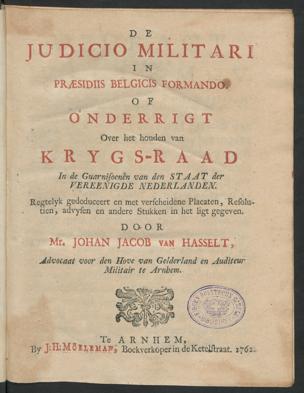 DE
JUDICIO MILITARI
IN
PRÆSIDIIS BELGICIS FORMANDO.
OF
ONDERRIGT
Over het houden van
KRYGS-RAAD
In de Guarnisoenën van den STAAT der
VEREENIGDE NEDERLANDEN.
Regtelyk gededuceert en met verscheidene Placaten, Resolu-
tien, advysen en andere Stukken in het ligt gegeven.
DOOR
Mr. JOHAN JACOB VAN HASSELT,
Advocaat voor den Hove van Gelderland en Auditeur
Militair te Arnhem.
Te ARNHEM,
By J: H: MÖELEMAN, Boekverkoper in de Ketelstraat. 1762.